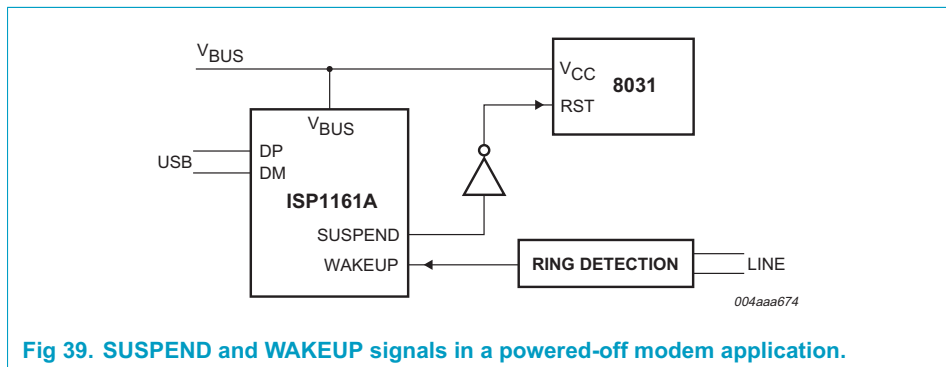 VBUS
VCC
8031
RST
VBUS
DP
USB
DM
ISP1161A
SUSPEND
WAKEUP
RING DETECTION
LINE
004aaa674
Fig 39. SUSPEND and WAKEUP signals in a powered-off modem application.